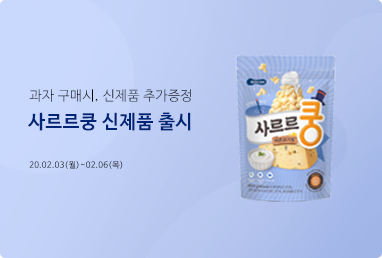 과자 구매시, 신제품 추가증정
사르르쿵 신제품 출시
20.02.03(월)~02.06(목)
사르르
쿵